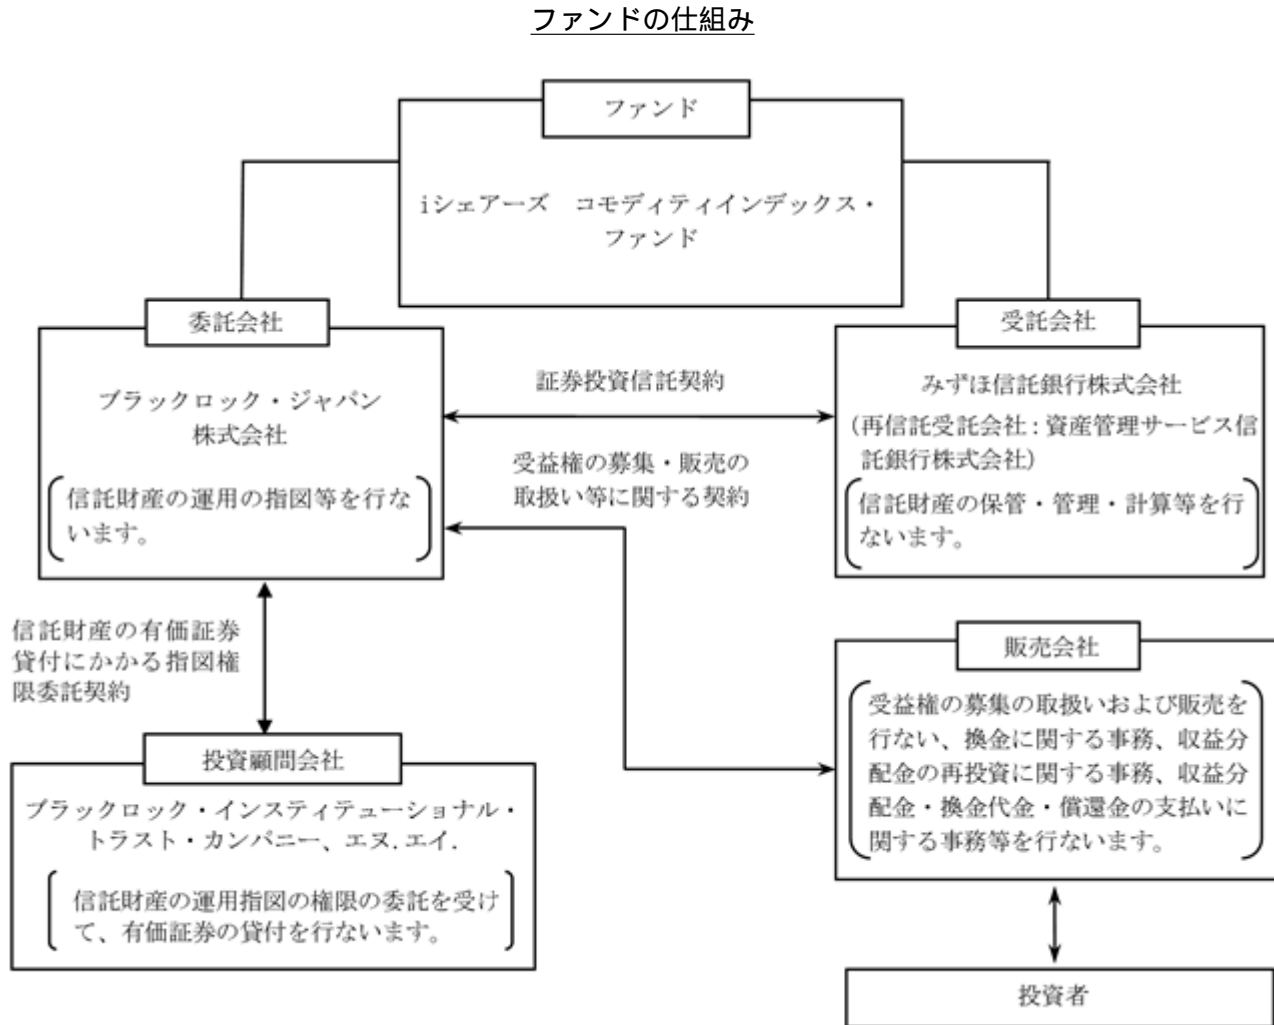 ファンドの仕組み
ファンド
iシェアーズ　コモディティインデックス・
ファンド
委託会社
ブラックロック・ジャパン
株式会社
信託財産の運用の指図等を行な
います。
証券投資信託契約
受益権の募集・販売の
取扱い等に関する契約
受託会社
みずほ信託銀行株式会社
(再信託受託会社:資産管理サービス信
託銀行株式会社)
信託財産の保管・管理・計算等を行
ないます。
信託財産の有価証券
貸付にかかる指図権
限委託契約
投資顧問会社
ブラックロック・インスティテューショナル・
トラスト・カンパニー、エヌ.エイ.
信託財産の運用指図の権限の委託を受け
て、有価証券の貸付を行ないます。
販売会社
受益権の募集の取扱いおよび販売を
行ない、換金に関する事務、収益分
配金の再投資に関する事務、収益分
配金・換金代金・償還金の支払いに
関する事務等を行ないます。
投資者